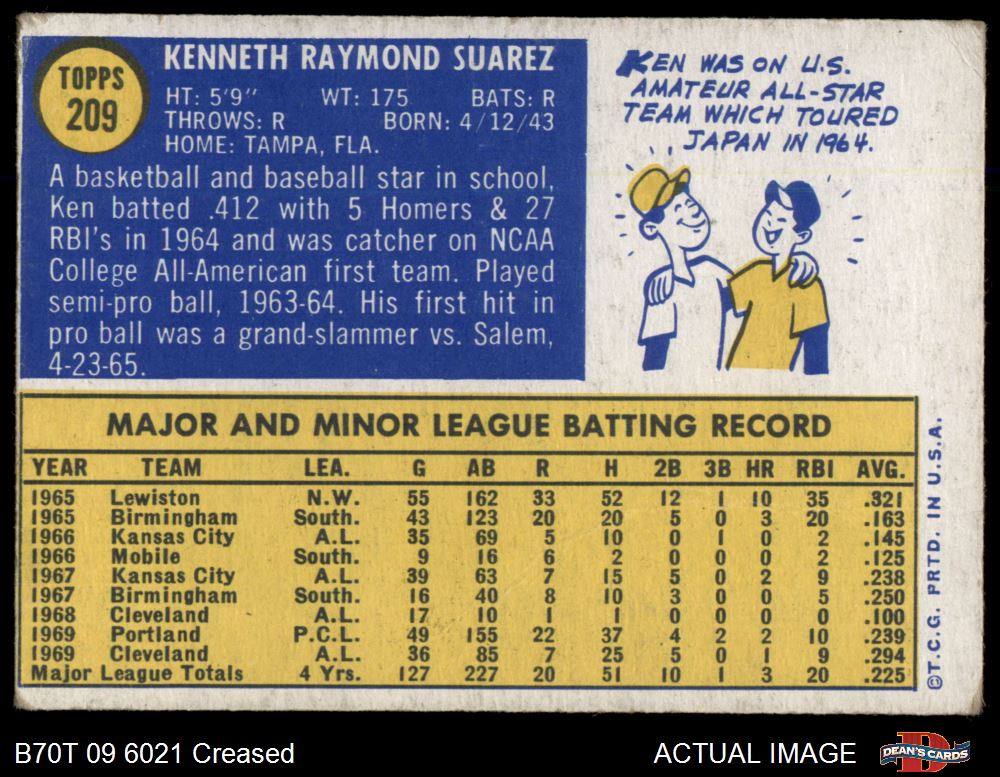 TOPPS
209
KENNETH RAYMOND SUAREZ
HT: 5'9" WT: 175 BATS: R
THROWS: R BORN: 4/12/43
HOME: TAMPA, FLA.
A basketball and baseball star in school,
Ken batted .412 with 5 Homers & 27
RBI's in 1964 and was catcher on NCAA
College All-American first team. Played
semi-pro ball, 1963-64. His first hit in
pro ball was a grand-slammer vs. Salem,
4-23-65.
KEN WAS ON U.S.
AMATEUR ALL-STAR
TEAM WHICH TOURED
JAPAN IN 1964.
MAJOR AND MINOR LEAGUE BATTING RECORD
YEAR TEAM LEA. G AB R H 2B 3B HR RBI AVG.
1965 Lewiston N.W. 55 162 33 52 12 1 10 35 .321
1965 Birmingham South. 43 123 20 20 5 0 3 20 .163
1966 Kansas City A.L. 35 69 5 10 0 1 0 2 .145
1966 Mobile South. 9 16 6 2 0 0 0 2 .125
1967 Kansas City A.L. 39 63 7 15 5 0 2 9 .238
1967 Birmingham South. 16 40 8 10 3 0 0 5 .250
1968 Cleveland A.L. 17 10 1 1 0 0 0 0 .100
1969 Portland P.C.L. 49 155 22 37 4 2 2 10 .239
1969 Cleveland A.L. 36 85 7 25 5 0 1 9 .294
Major League Totals 4 Yrs. 127 227 20 51 10 1 3 20 .225
©T.C.G. PRTD. IN U.S.A.
B70T 09 6021 Creased
ACTUAL IMAGE
DEAN'S CARDS